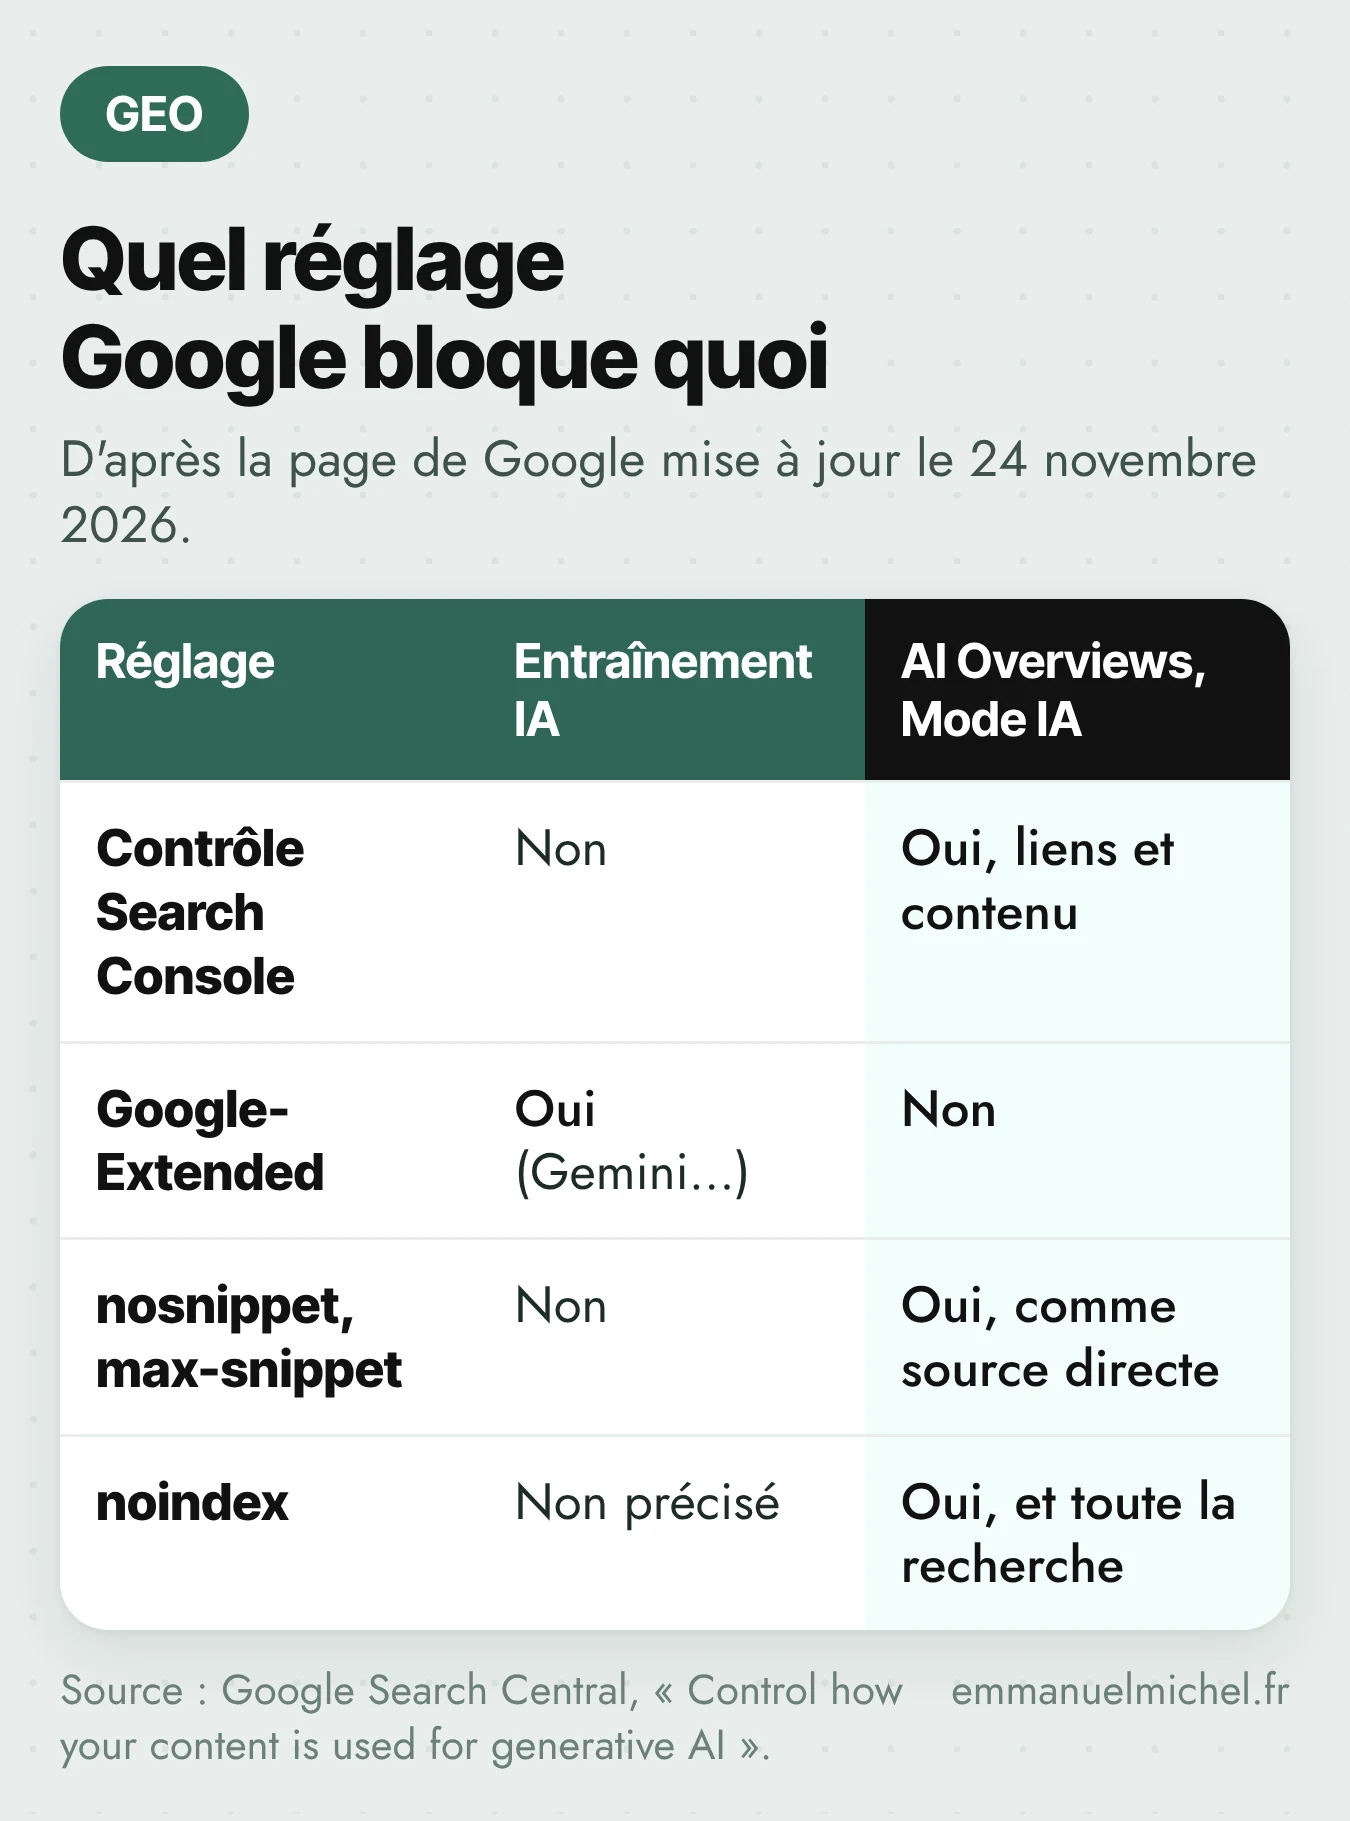 GEO
Quel réglage
Google bloque quoi
D'après la page de Google mise à jour le 24 novembre
2026.
Réglage
Entraînement
IA
AI Overviews,
Mode IA
Contrôle
Search
Console
Non
Oui, liens et
contenu
Google-
Extended
Oui
(Gemini…)
Non
nosnippet,
max-snippet
Non
Oui, comme
source directe
noindex
Non précisé
Oui, et toute la
recherche
Source : Google Search Central, « Control how
your content is used for generative AI ».
emmanuelmichel.fr